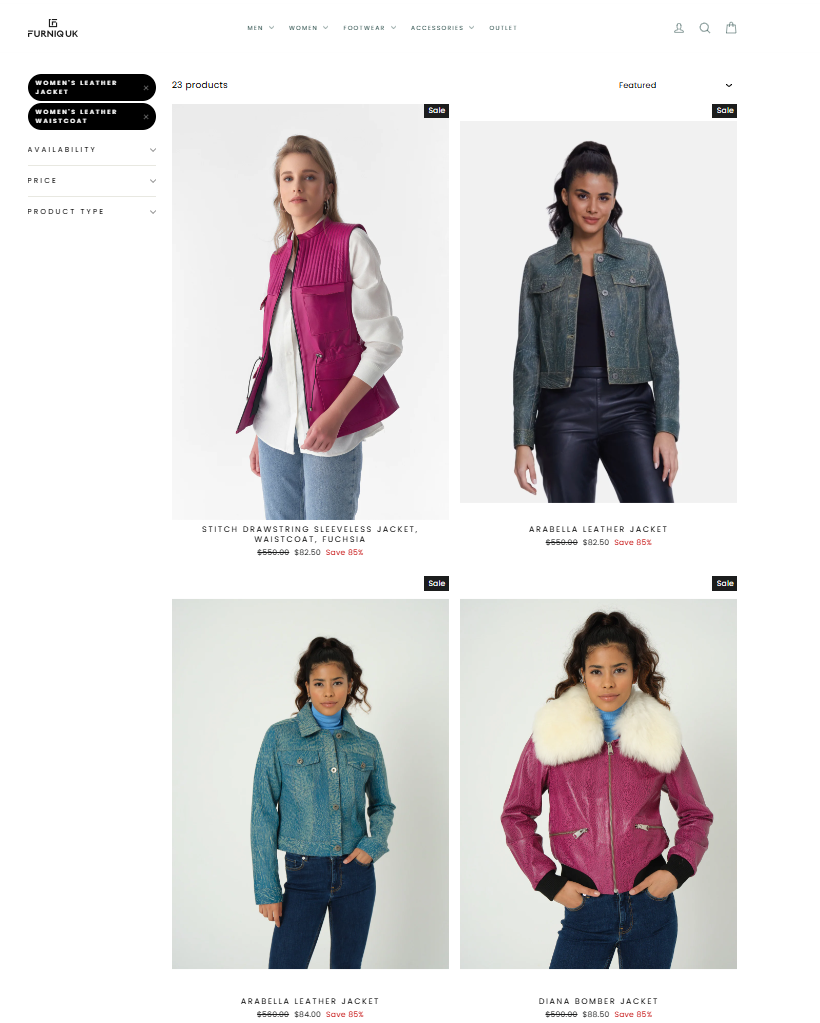 FURNIQ UK
MEN
WOMEN
FOOTWEAR
ACCESSORIES
OUTLET
WOMEN'S LEATHER
JACKET
WOMEN'S LEATHER
WAISTCOAT
AVAILABILITY
PRICE
PRODUCT TYPE
23 products
Featured
Sale
Sale
STITCH DRAWSTRING SLEEVELESS JACKET,
WAISTCOAT, FUCHSIA
$550.00 $82.50 Save 85%
ARABELLA LEATHER JACKET
$550.00 $82.50 Save 85%
Sale
Sale
ARABELLA LEATHER JACKET
$560.00 $84.00 Save 85%
DIANA BOMBER JACKET
$590.00 $88.50 Save 85%